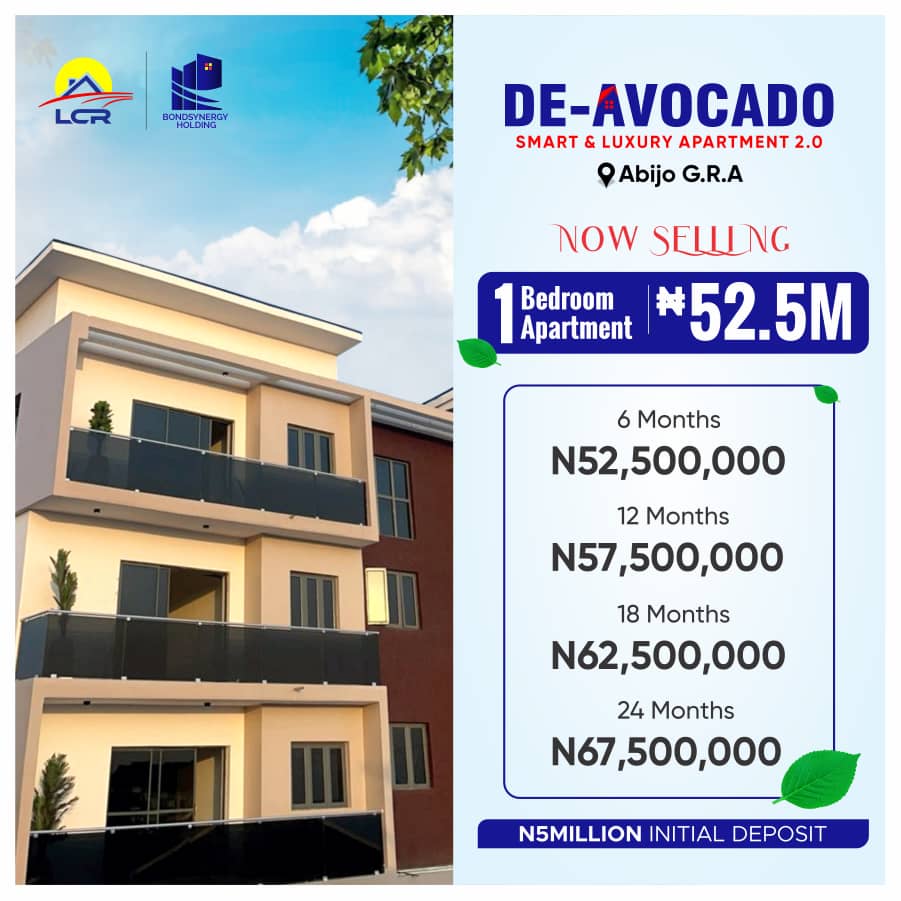 LCR
BONDSYNERGY
HOLDING
DE-AVOCADO
SMART & LUXURY APARTMENT 2.0
Abijo G.R.A
NOW SELLING
1 Bedroom
Apartment
₦52.5M
6 Months
N52,500,000
12 Months
N57,500,000
18 Months
N62,500,000
24 Months
N67,500,000
N5MILLION INITIAL DEPOSIT